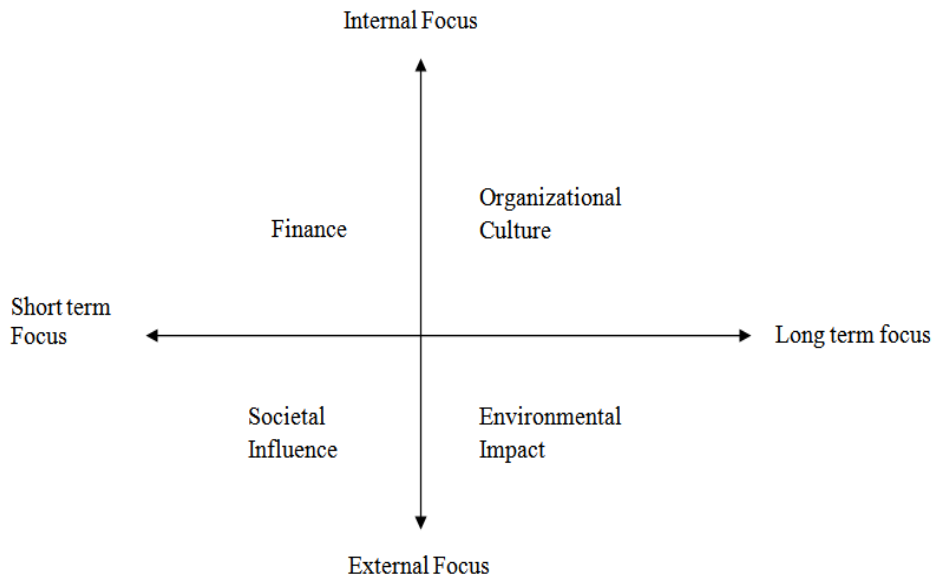 Internal Focus
Organizational
Culture
Finance
Short term
Focus
Long term focus
Societal
Influence
Environmental
Impact
External Focus